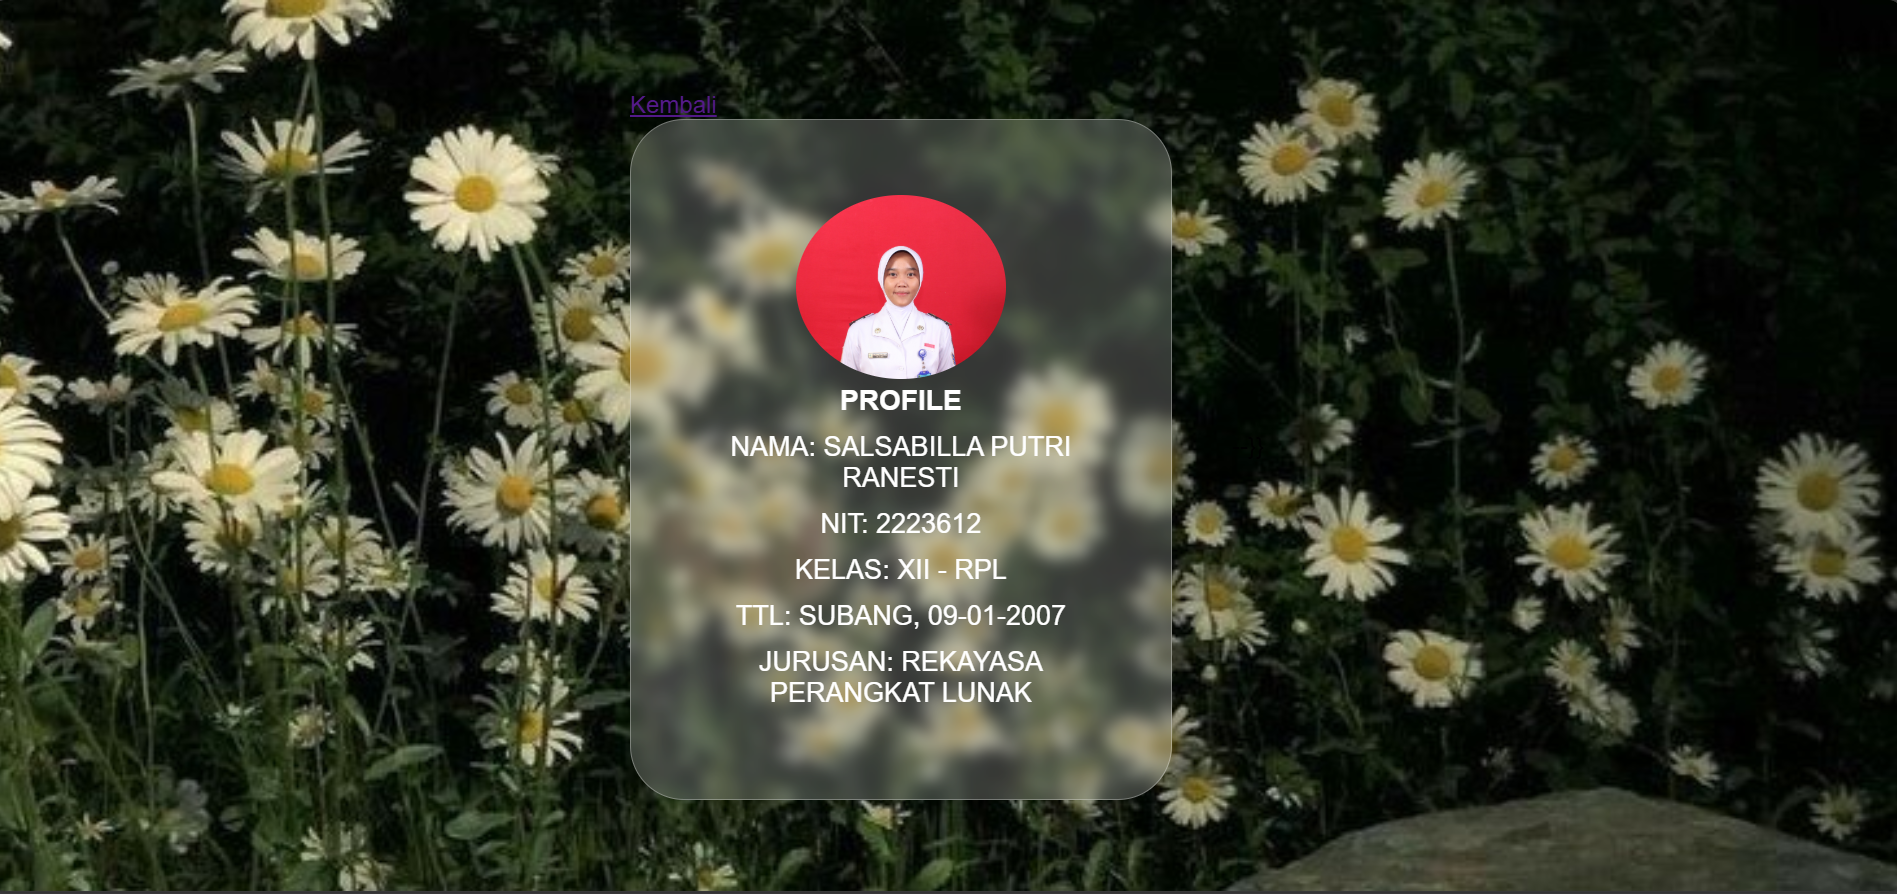 Kembali
PROFILE
NAMA: SALSABILLA PUTRI
RANESTI
NIT: 2223612
KELAS: XII - RPL
TTL: SUBANG, 09-01-2007
JURUSAN: REKAYASA
PERANGKAT LUNAK